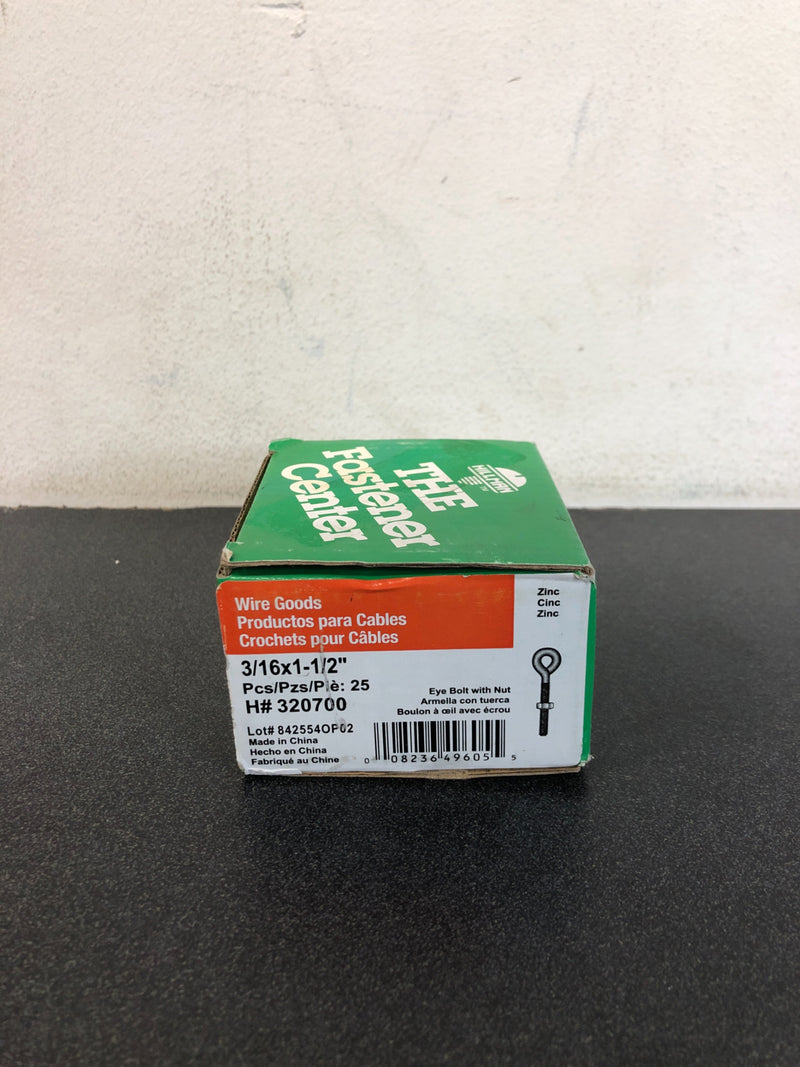 HILLMAN
THE
Fastener
Center
Wire Goods
Productos para Cables
Crochets pour Câbles
Zinc
Cinc
Zinc
3/16x1-1/2"
Pcs/Pzs/Piè: 25
H# 320700
Eye Bolt with Nut
Armella con tuerca
Boulon à œil avec écrou
Lot# 842554OP02
Made in China
Hecho en China
Fabriqué au Chine
0 08236 49605 5